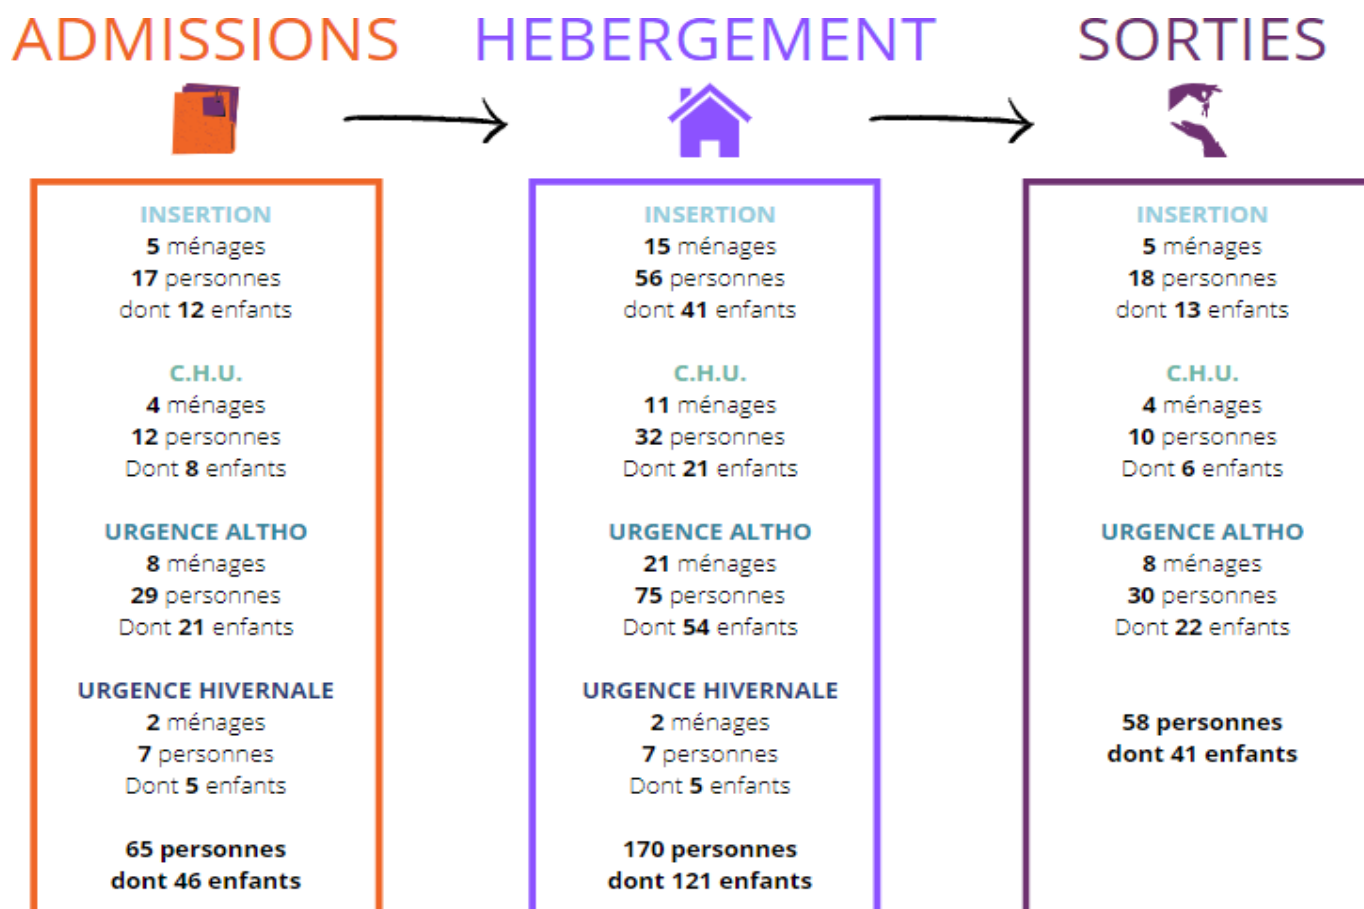 ADMISSIONS
HEBERGEMENT
SORTIES
INSERTION
5 ménages
17 personnes
dont 12 enfants
C.H.U.
4 ménages
12 personnes
Dont 8 enfants
URGENCE ALTHO
8 ménages
29 personnes
Dont 21 enfants
URGENCE HIVERNALE
2 ménages
7 personnes
Dont 5 enfants
65 personnes
dont 46 enfants
INSERTION
15 ménages
56 personnes
dont 41 enfants
C.H.U.
11 ménages
32 personnes
Dont 21 enfants
URGENCE ALTHO
21 ménages
75 personnes
Dont 54 enfants
URGENCE HIVERNALE
2 ménages
7 personnes
Dont 5 enfants
170 personnes
dont 121 enfants
INSERTION
5 ménages
18 personnes
dont 13 enfants
C.H.U.
4 ménages
10 personnes
Dont 6 enfants
URGENCE ALTHO
8 ménages
30 personnes
Dont 22 enfants
58 personnes
dont 41 enfants